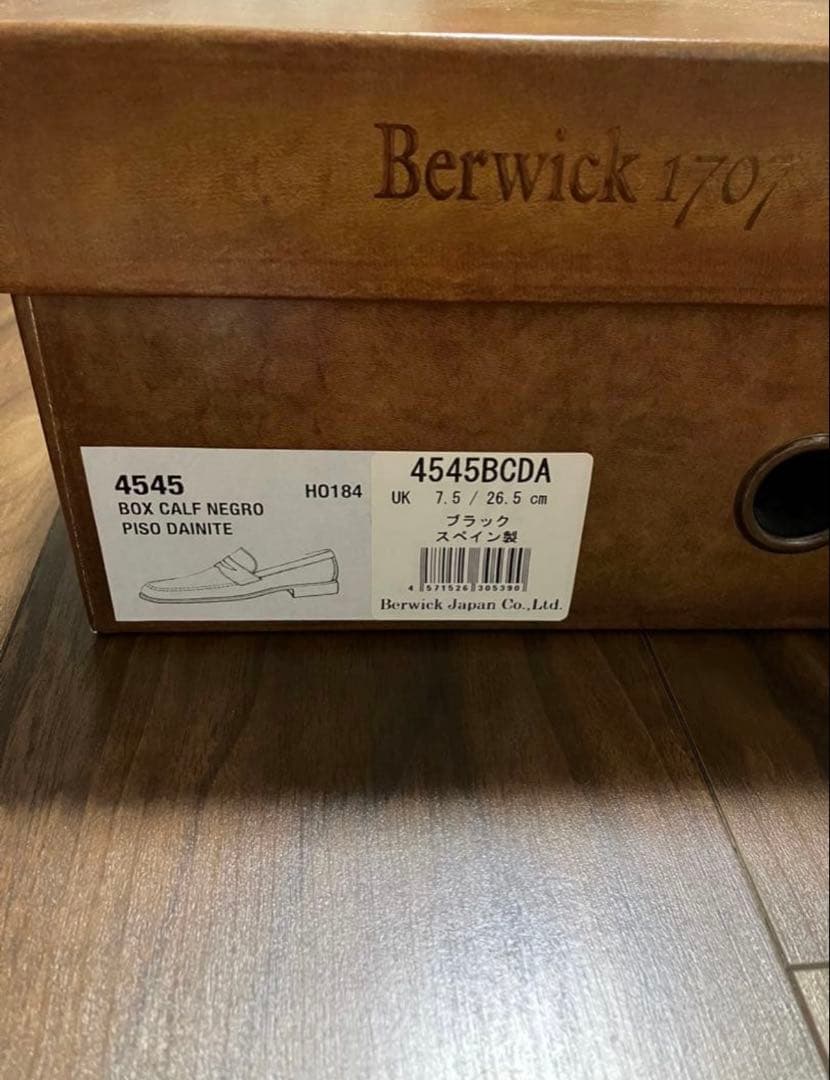 Berwick 1707
4545
HO184
BOX CALF NEGRO
PISO DAINITE
4545BCDA
UK 7.5 / 26.5 cm
ブラック
スペイン製
4 571526 305390
Berwick Japan Co.,Ltd.